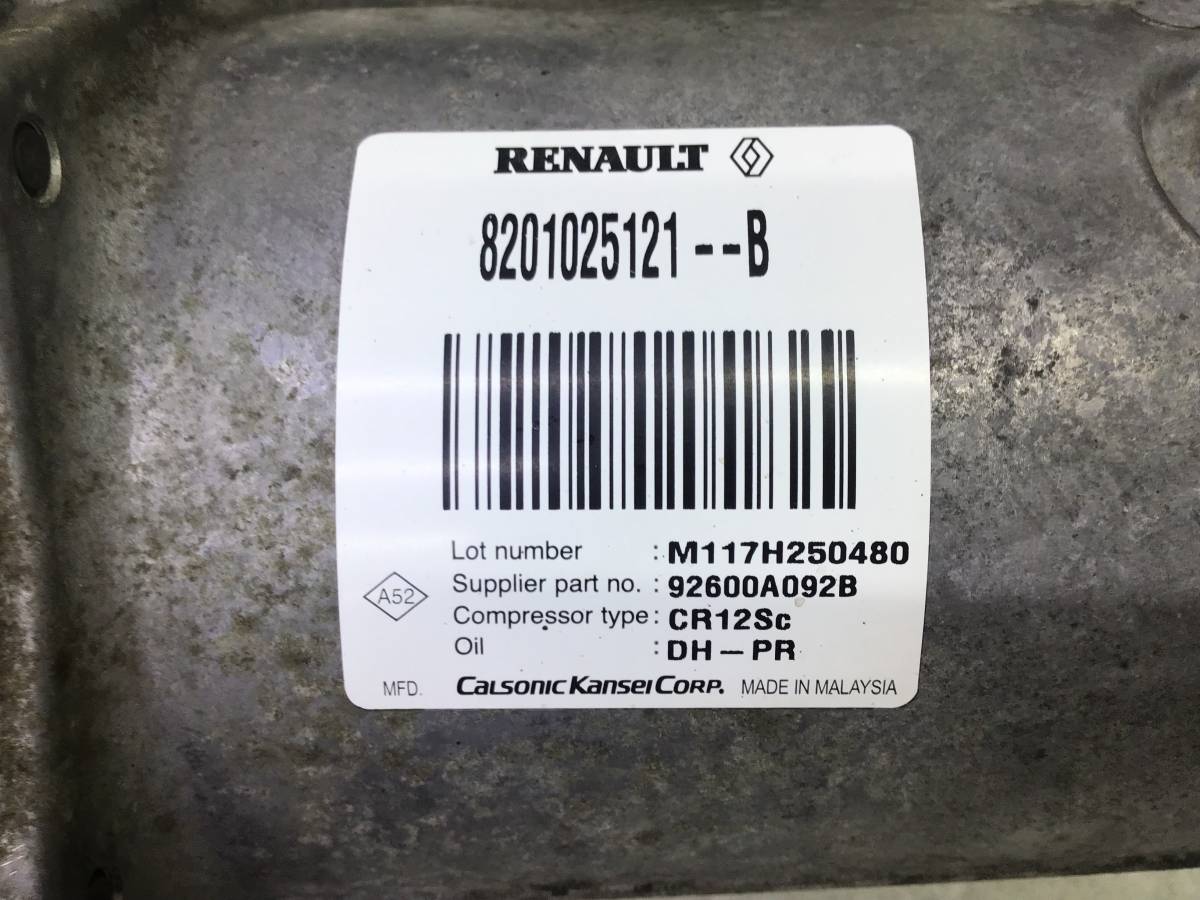 RENAULT
8201025121--B
Lot number : M117H250480
Supplier part no. : 92600A092B
A52
Compressor type : CR12Sc
Oil : DH-PR
MFD. CALSONIC KANSEI CORP. MADE IN MALAYSIA